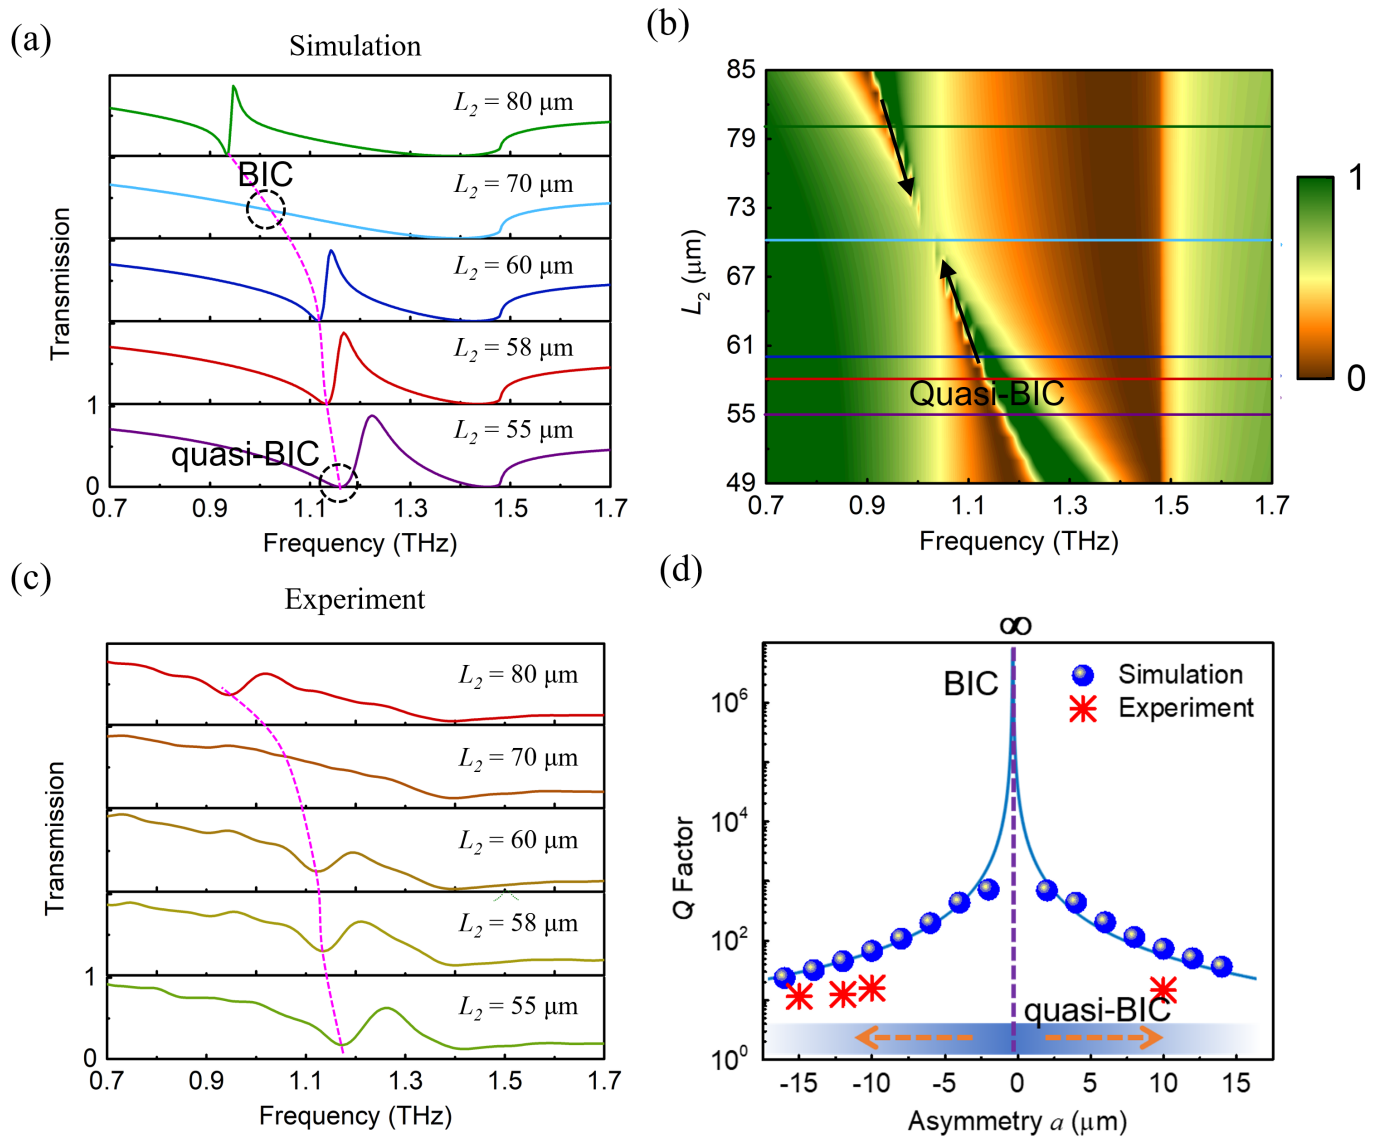 (a)
Simulation
L2 = 80 μm
BIC
L2 = 70 μm
L2 = 60 μm
L2 = 58 μm
1
L2 = 55 μm
quasi-BIC
0
0.7 0.9 1.1 1.3 1.5 1.7
Frequency (THz)
Transmission
(b)
85
79
73
67
61
55
49
L2 (μm)
Quasi-BIC
0.7 0.9 1.1 1.3 1.5 1.7
Frequency (THz)
1
0
(c)
Experiment
L2 = 80 μm
L2 = 70 μm
L2 = 60 μm
L2 = 58 μm
1
L2 = 55 μm
0
0.7 0.9 1.1 1.3 1.5 1.7
Frequency (THz)
Transmission
(d)
∞
BIC
Simulation
Experiment
10^6
10^4
10^2
10^0
Q Factor
quasi-BIC
-15 -10 -5 0 5 10 15
Asymmetry a (μm)